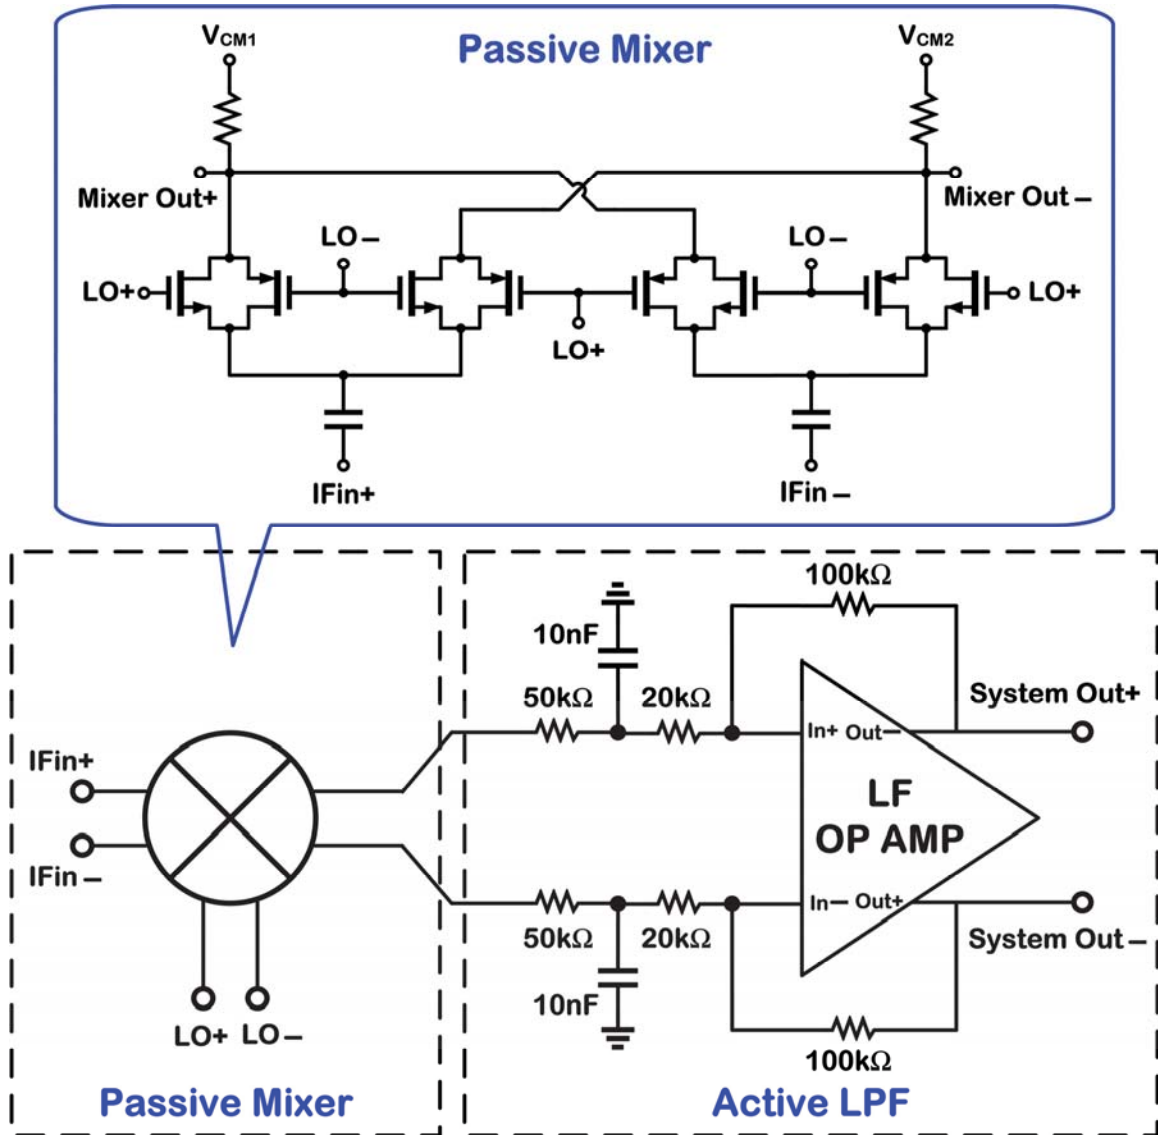 V_CM1
Passive Mixer
V_CM2
Mixer Out+
Mixer Out –
LO –
LO –
LO+
LO+
LO+
IFin+
IFin –
100kΩ
10nF
50kΩ
20kΩ
System Out+
In+ Out–
IFin+
LF
OP AMP
IFin –
In– Out+
50kΩ
20kΩ
System Out –
10nF
LO+ LO –
100kΩ
Passive Mixer
Active LPF